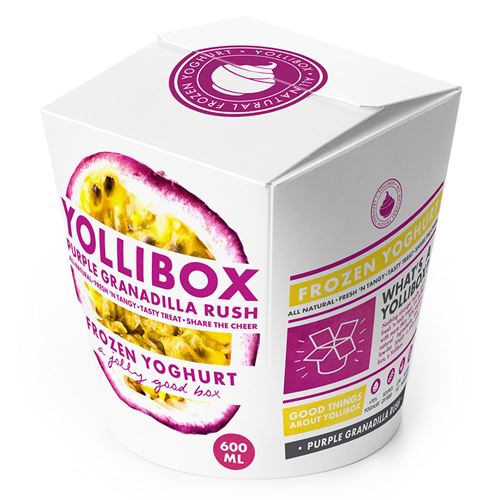 YOLLIBOX • ALL NATURAL FROZEN YOGHURT •
YOLLIBOX
PURPLE GRANADILLA RUSH
ALL NATURAL • FRESH 'N TANGY • TASTY TREAT • SHARE THE CHEER
FROZEN YOGHURT
a jolly good box
600
ML
FROZEN YOGHURT
ALL NATURAL • FRESH 'N TANGY • TASTY TREAT • SHARE
WHAT'S A
YOLLIBOX
GOOD THINGS
ABOUT YOLLIBOX
• PURPLE GRANADILLA RUSH